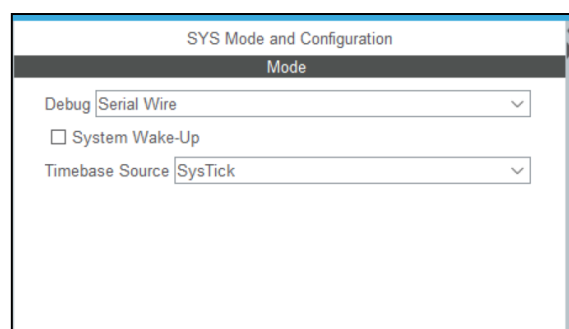 SYS Mode and Configuration
Mode
Debug Serial Wire
System Wake-Up
Timebase Source SysTick